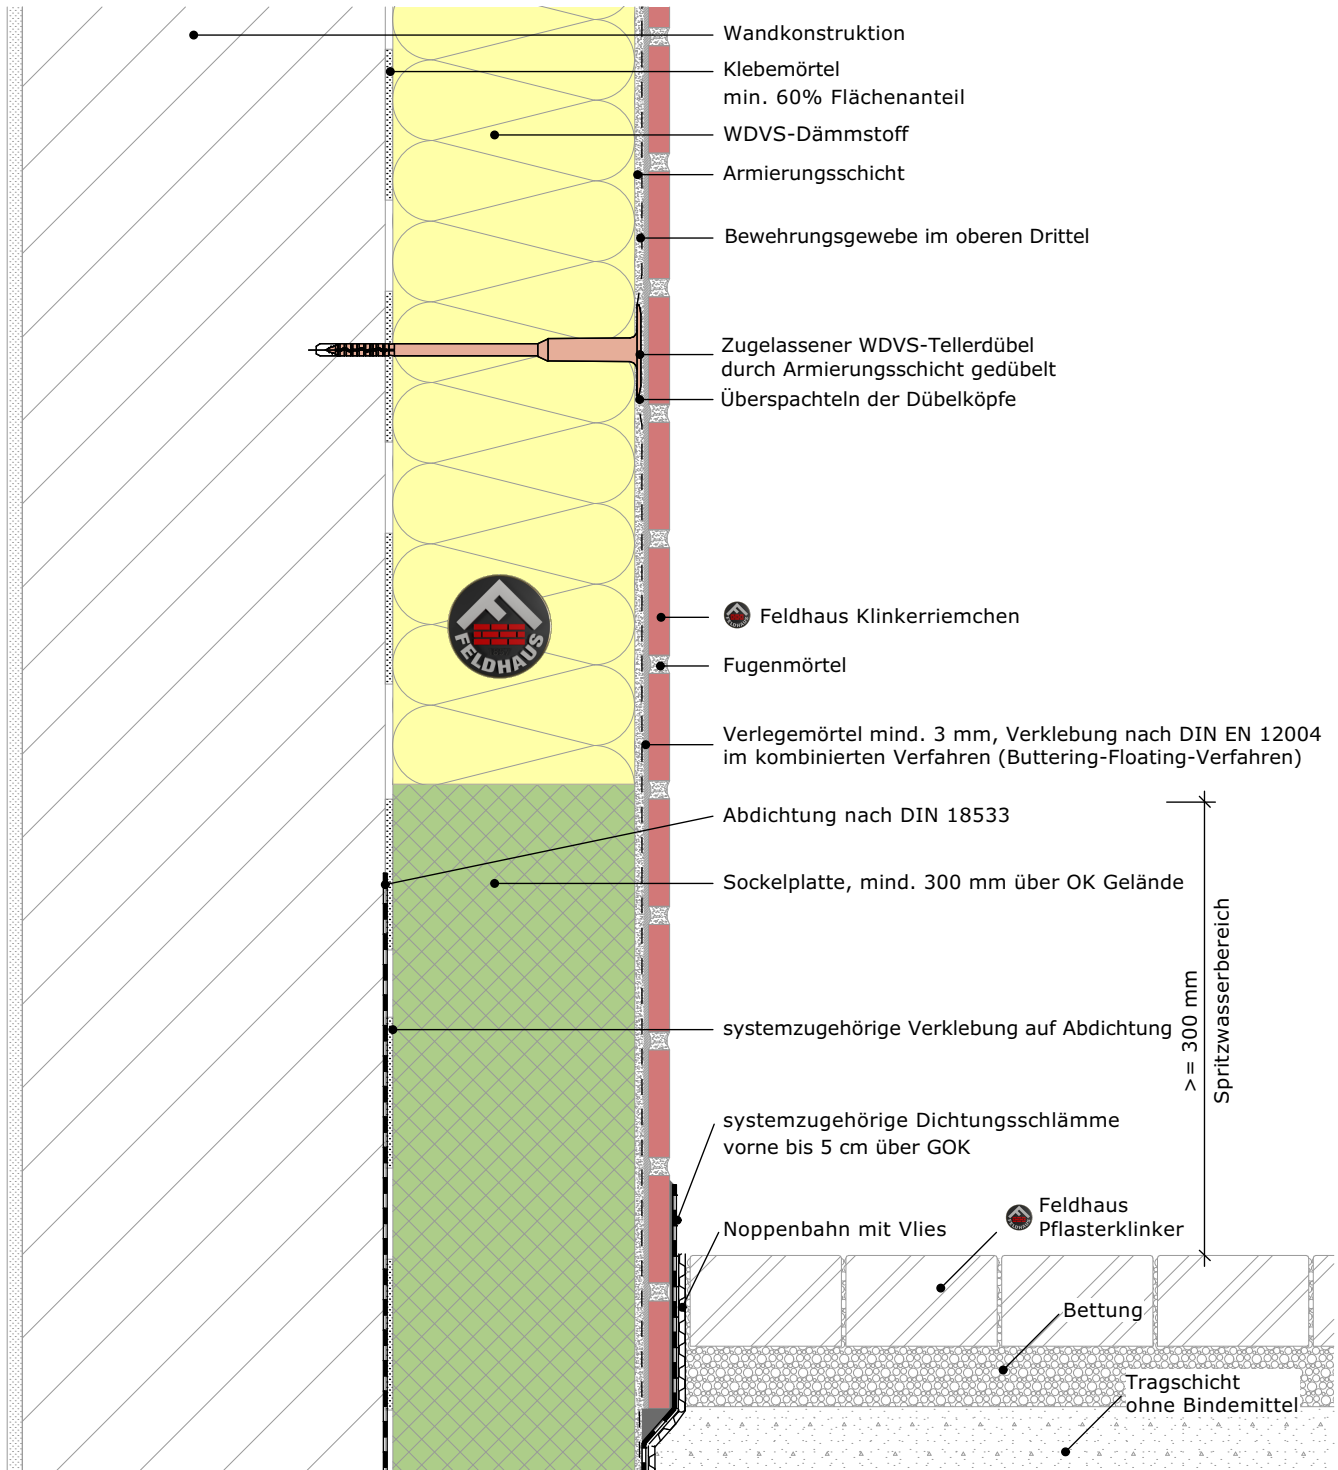 Wandkonstruktion
Klebemörtel
min. 60% Flächenanteil
WDVS-Dämmstoff
Armierungsschicht
Bewehrungsgewebe im oberen Drittel
Zugelassener WDVS-Tellerdübel
durch Armierungsschicht gedübelt
Überspachteln der Dübelköpfe
FELDHAUS
Feldhaus Klinkerriemchen
Fugenmörtel
Verlegemörtel mind. 3 mm, Verklebung nach DIN EN 12004
im kombinierten Verfahren (Buttering-Floating-Verfahren)
Abdichtung nach DIN 18533
Sockelplatte, mind. 300 mm über OK Gelände
>= 300 mm
Spritzwasserbereich
systemzugehörige Verklebung auf Abdichtung
systemzugehörige Dichtungsschlämme
vorne bis 5 cm über GOK
Noppenbahn mit Vlies
Feldhaus
Pflasterklinker
Bettung
Tragschicht
ohne Bindemittel